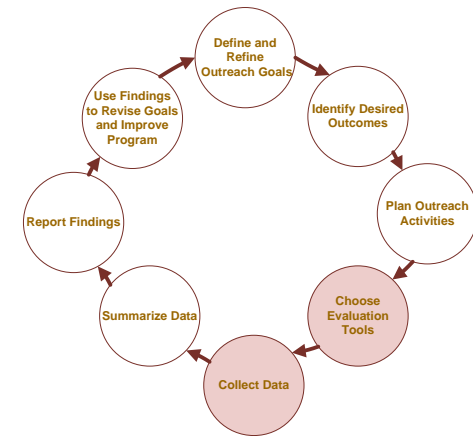 Define and
Refine
Outreach Goals
Identify Desired
Outcomes
Plan Outreach
Activities
Choose
Evaluation
Tools
Collect Data
Summarize Data
Report Findings
Use Findings
to Revise Goals
and Improve
Program